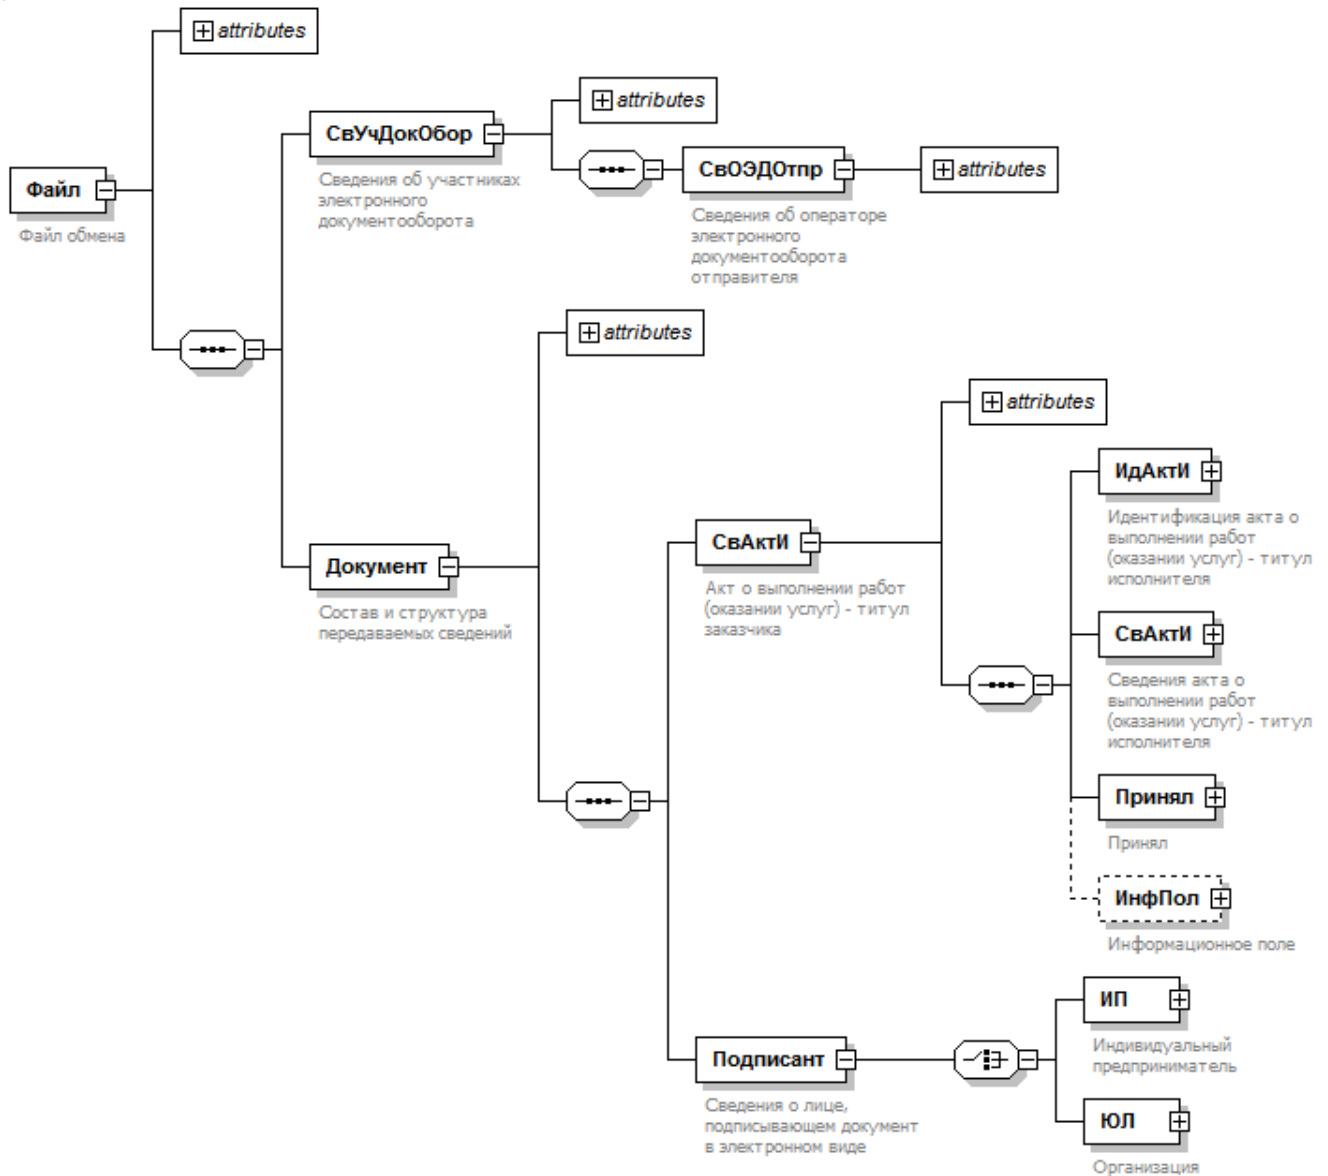 attributes
СвУчДокОбор
Сведения об участниках
электронного
документооборота
attributes
СвОЭДОтпр
Сведения об операторе
электронного
документооборота
отправителя
attributes
Файл
Файл обмена
attributes
Документ
Состав и структура
передаваемых сведений
СвАктИ
Акт о выполнении работ
(оказании услуг) - титул
заказчика
attributes
ИдАктИ
Идентификация акта о
выполнении работ
(оказании услуг) - титул
исполнителя
СвАктИ
Сведения акта о
выполнении работ
(оказании услуг) - титул
исполнителя
Принял
Принял
ИнфПол
Информационное поле
Подписант
Сведения о лице,
подписывающем документ
в электронном виде
ИП
Индивидуальный
предприниматель
ЮЛ
Организация